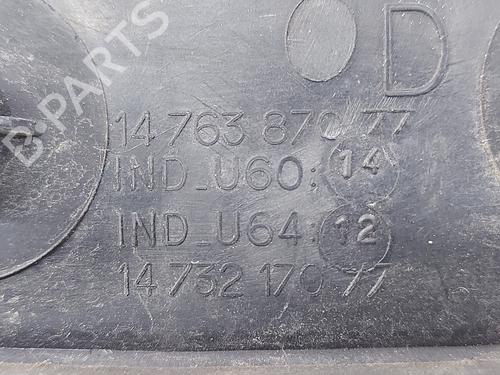 B-PARTS
D
14 763 870 77
IND_U60: 14
IND_U64: 12
14 732 170 77